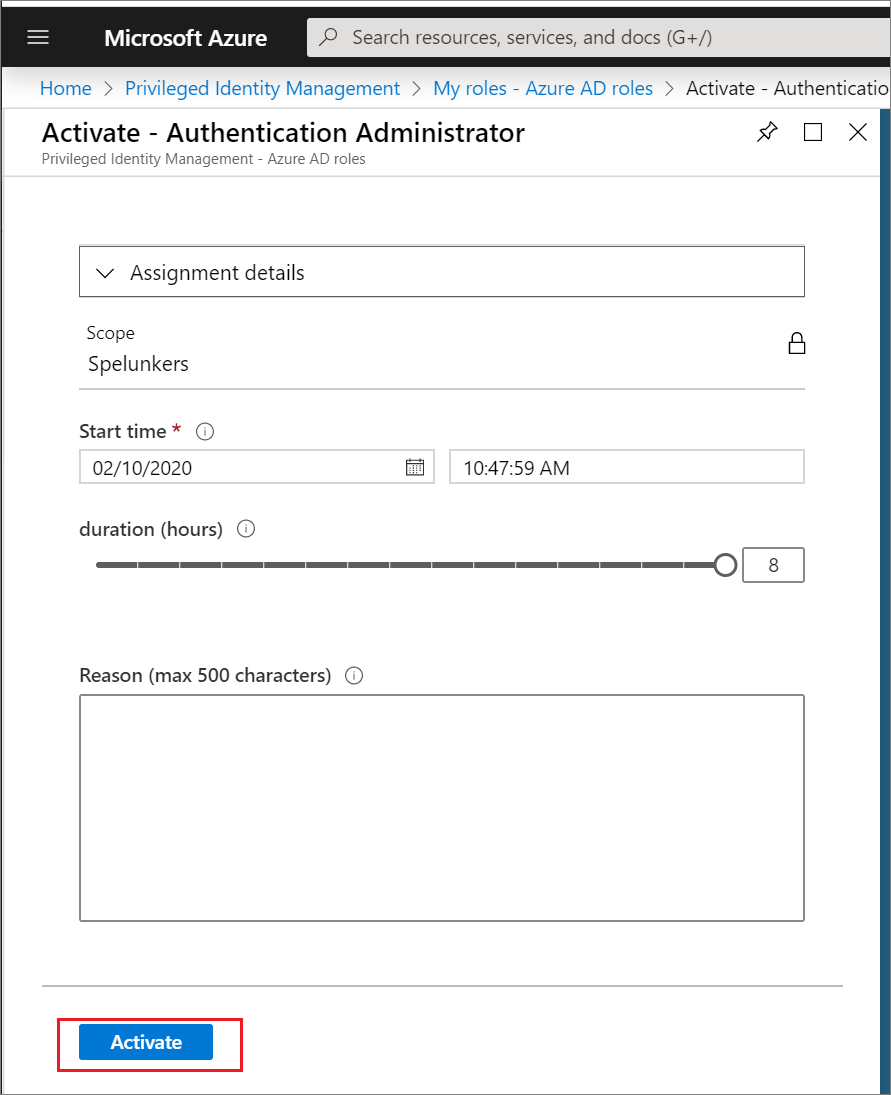 Microsoft Azure
Search resources, services, and docs (G+/)
Home > Privileged Identity Management > My roles - Azure AD roles > Activate - Authenticatio
Activate - Authentication Administrator
Privileged Identity Management - Azure AD roles
Assignment details
Scope
Spelunkers
Start time *
02/10/2020 10:47:59 AM
duration (hours)
8
Reason (max 500 characters)
Activate